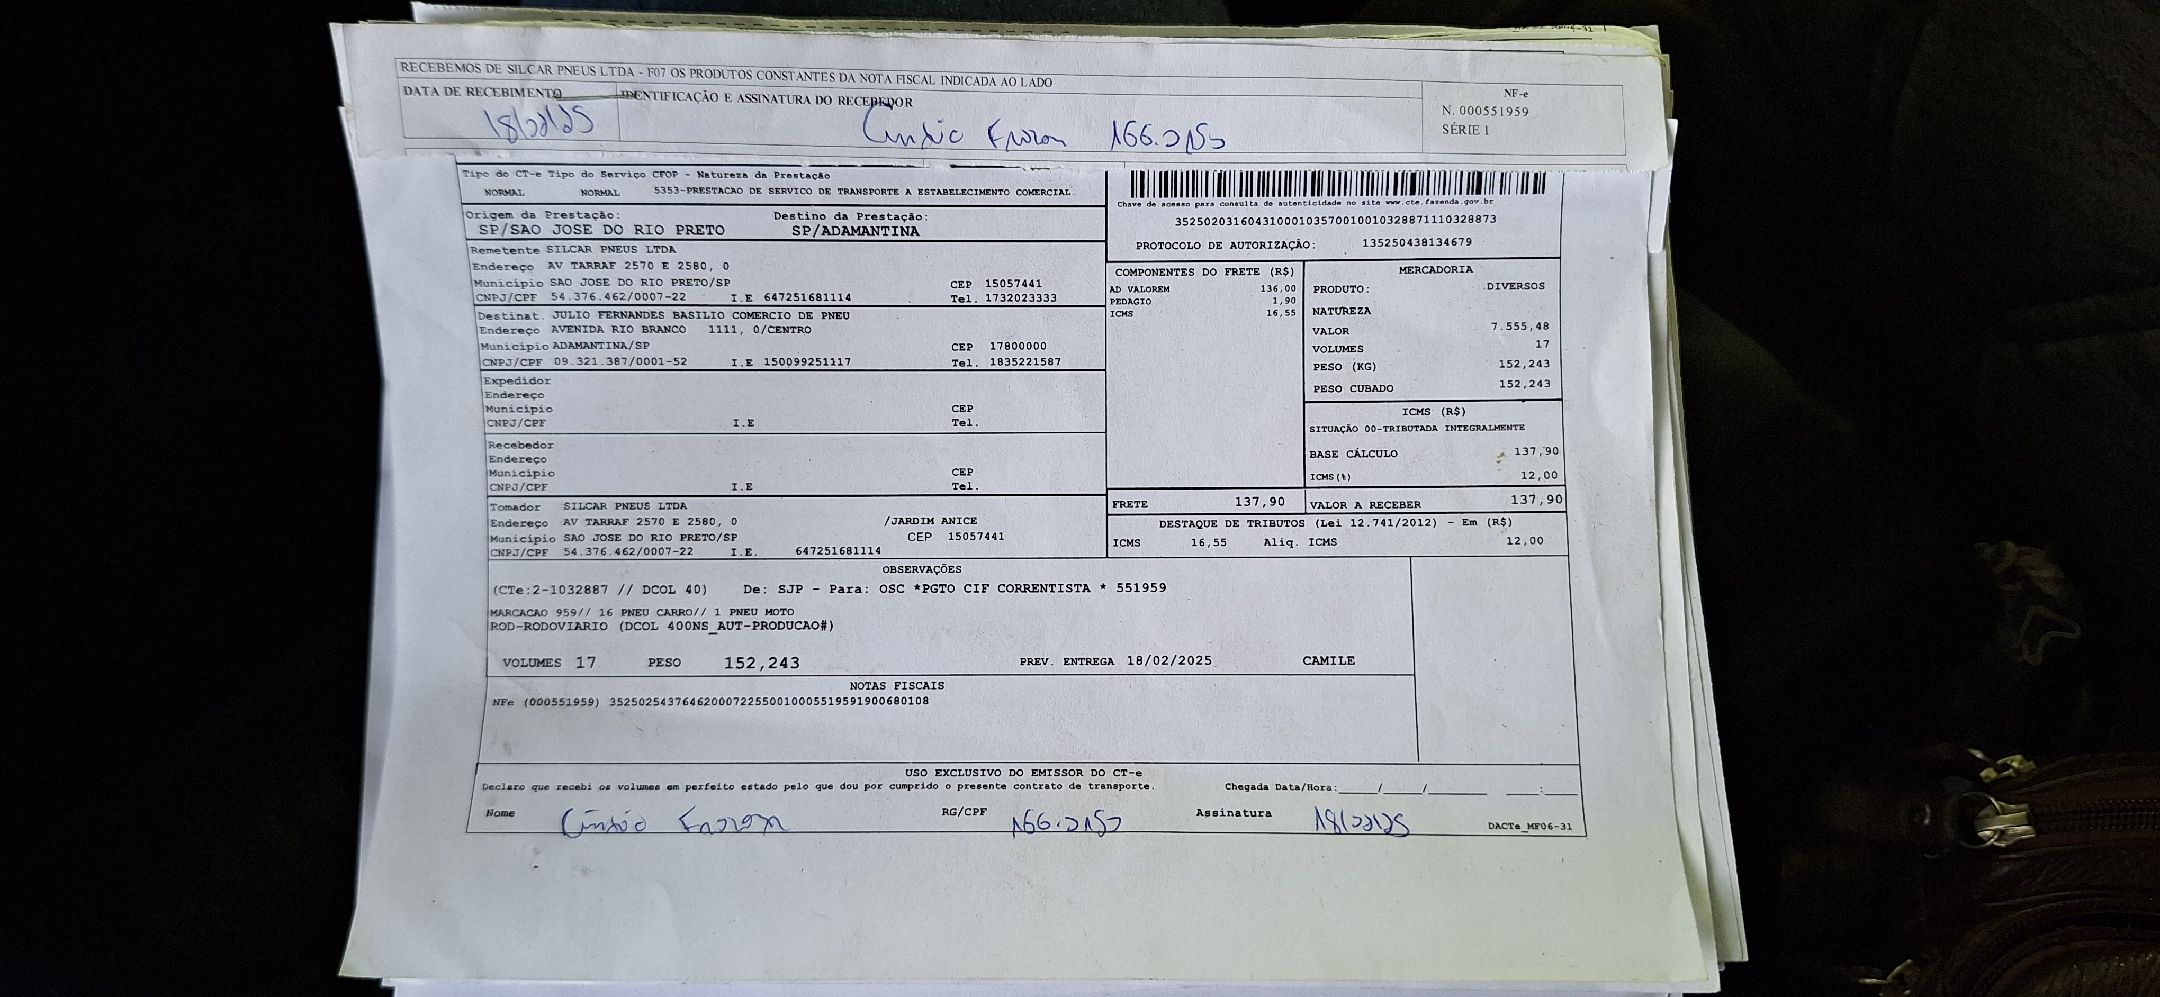 RECEBEMOS DE SILCAR PNEUS LTDA - F07 OS PRODUTOS CONSTANTES DA NOTA FISCAL INDICADA AO LADO
DATA DE RECEBIMENTO IDENTIFICAÇÃO E ASSINATURA DO RECEBEDOR
NF-e
N. 000551959
SÉRIE 1
Tipo do CT-e Tipo do Serviço CFOP - Natureza da Prestação
NORMAL NORMAL 5353-PRESTACAO DE SERVICO DE TRANSPORTE A ESTABELECIMENTO COMERCIAL
Origem da Prestação: Destino da Prestação:
SP/SAO JOSE DO RIO PRETO SP/ADAMANTINA
Chave de acesso para consulta de autenticidade no site www.cte.fazenda.gov.br
35250203160431000103570010010328871110328873
PROTOCOLO DE AUTORIZAÇÃO: 135250438134679
Remetente SILCAR PNEUS LTDA
Endereço AV TARRAF 2570 E 2580, 0
Município SAO JOSE DO RIO PRETO/SP CEP 15057441
CNPJ/CPF 54.376.462/0007-22 I.E 647251681114 Tel. 1732023333
Destinat. JULIO FERNANDES BASILIO COMERCIO DE PNEU
Endereço AVENIDA RIO BRANCO 1111, 0/CENTRO
Município ADAMANTINA/SP CEP 17800000
CNPJ/CPF 09.321.387/0001-52 I.E 150099251117 Tel. 1835221587
Expedidor
Endereço
Município CEP
CNPJ/CPF I.E Tel.
Recebedor
Endereço
Município CEP
CNPJ/CPF I.E Tel.
Tomador SILCAR PNEUS LTDA
Endereço AV TARRAF 2570 E 2580, 0 /JARDIM ANICE
Município SAO JOSE DO RIO PRETO/SP CEP 15057441
CNPJ/CPF 54.376.462/0007-22 I.E. 647251681114
COMPONENTES DO FRETE (R$)
AD VALOREM 136,00
PEDAGIO 1,90
ICMS 16,55
MERCADORIA
PRODUTO: DIVERSOS
NATUREZA
VALOR 7.555,48
VOLUMES 17
PESO (KG) 152,243
PESO CUBADO 152,243
ICMS (R$)
SITUAÇÃO 00-TRIBUTADA INTEGRALMENTE
BASE CÁLCULO 137,90
ICMS(%) 12,00
FRETE 137,90 VALOR A RECEBER 137,90
DESTAQUE DE TRIBUTOS (Lei 12.741/2012) - Em (R$)
ICMS 16,55 Aliq. ICMS 12,00
OBSERVAÇÕES
(CTe:2-1032887 // DCOL 40) De: SJP - Para: OSC *PGTO CIF CORRENTISTA * 551959
MARCACAO 959// 16 PNEU CARRO// 1 PNEU MOTO
ROD-RODOVIARIO (DCOL 400NS_AUT-PRODUCAO#)
VOLUMES 17 PESO 152,243 PREV. ENTREGA 18/02/2025 CAMILE
NOTAS FISCAIS
NFe (000551959) 35250254376462000722550010005519591900680108
USO EXCLUSIVO DO EMISSOR DO CT-e
Declaro que recebi os volumes em perfeito estado pelo que dou por cumprido o presente contrato de transporte. Chegada Data/Hora:____/____/________ ____:____
Nome RG/CPF Assinatura
DACTe_MF06-31